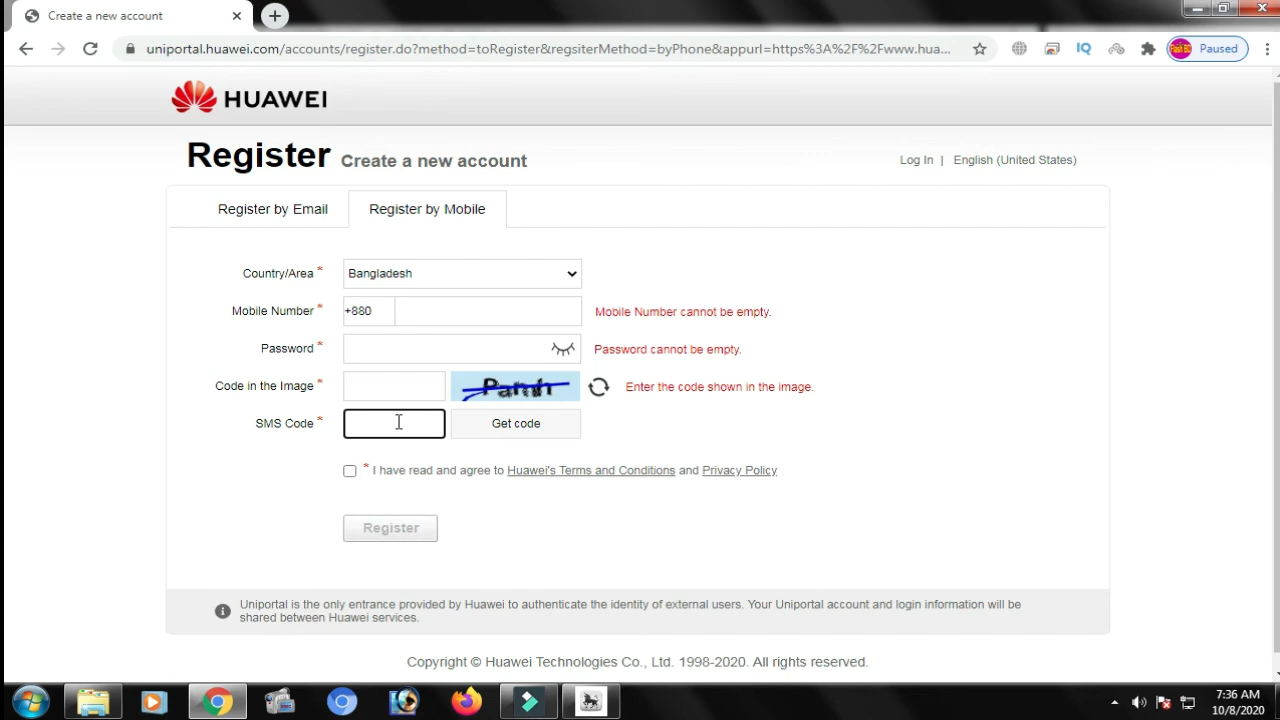 Create a new account
uniportal.huawei.com/accounts/register.do?method=toRegister&regsiterMethod=byPhone&appurl=https%3A%2F%2Fwww.hua...
IQ
Paused
HUAWEI
Register Create a new account
Log In | English (United States)
Register by Email
Register by Mobile
Country/Area * Bangladesh
Mobile Number * +880 Mobile Number cannot be empty.
Password * Password cannot be empty.
Code in the Image * Enter the code shown in the image.
SMS Code * Get code
* I have read and agree to Huawei's Terms and Conditions and Privacy Policy
Register
Uniportal is the only entrance provided by Huawei to authenticate the identity of external users. Your Uniportal account and login information will be
shared between Huawei services.
Copyright © Huawei Technologies Co., Ltd. 1998-2020. All rights reserved.
7:36 AM
10/8/2020